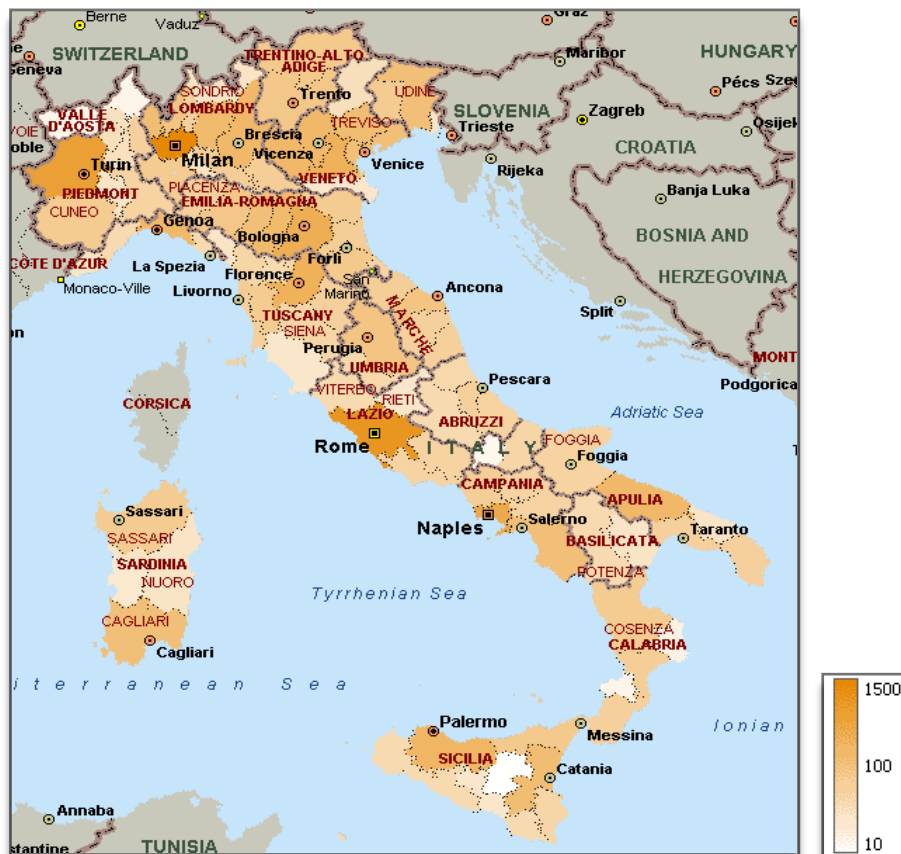 Berne
Vaduz
Graz
SWITZERLAND
TRENTINO-ALTO
ADIGE
Maribor
HUNGARY
Geneva
Pécs
SONDRIO
LOMBARDY
Trento
UDINE
SLOVENIA
Zagreb
VALLE
D'AOSTA
TREVISO
Trieste
Osijek
Brescia
Milan
Vicenza
Venice
CROATIA
Turin
VENETO
Rijeka
PIEDMONT
PIACENZA
EMILIA-ROMAGNA
Banja Luka
CUNEO
Genoa
Bologna
BOSNIA AND
HERZEGOVINA
CÔTE D'AZUR
La Spezia
Forlì
Florence
San
Marino
Monaco-Ville
Livorno
Ancona
Split
TUSCANY
SIENA
MARCHE
Perugia
UMBRIA
MONT
Podgorica
VITERBO
RIETI
Pescara
CORSICA
LAZIO
ABRUZZI
Adriatic Sea
Rome
ITALY
FOGGIA
Foggia
CAMPANIA
APULIA
Sassari
SASSARI
Naples
Salerno
BASILICATA
Taranto
SARDINIA
NUORO
POTENZA
Tyrrhenian Sea
CAGLIARI
Cagliari
COSENZA
CALABRIA
iterranean Sea
Palermo
Messina
Ionian
SICILIA
Catania
Annaba
stantine
TUNISIA
1500
100
10